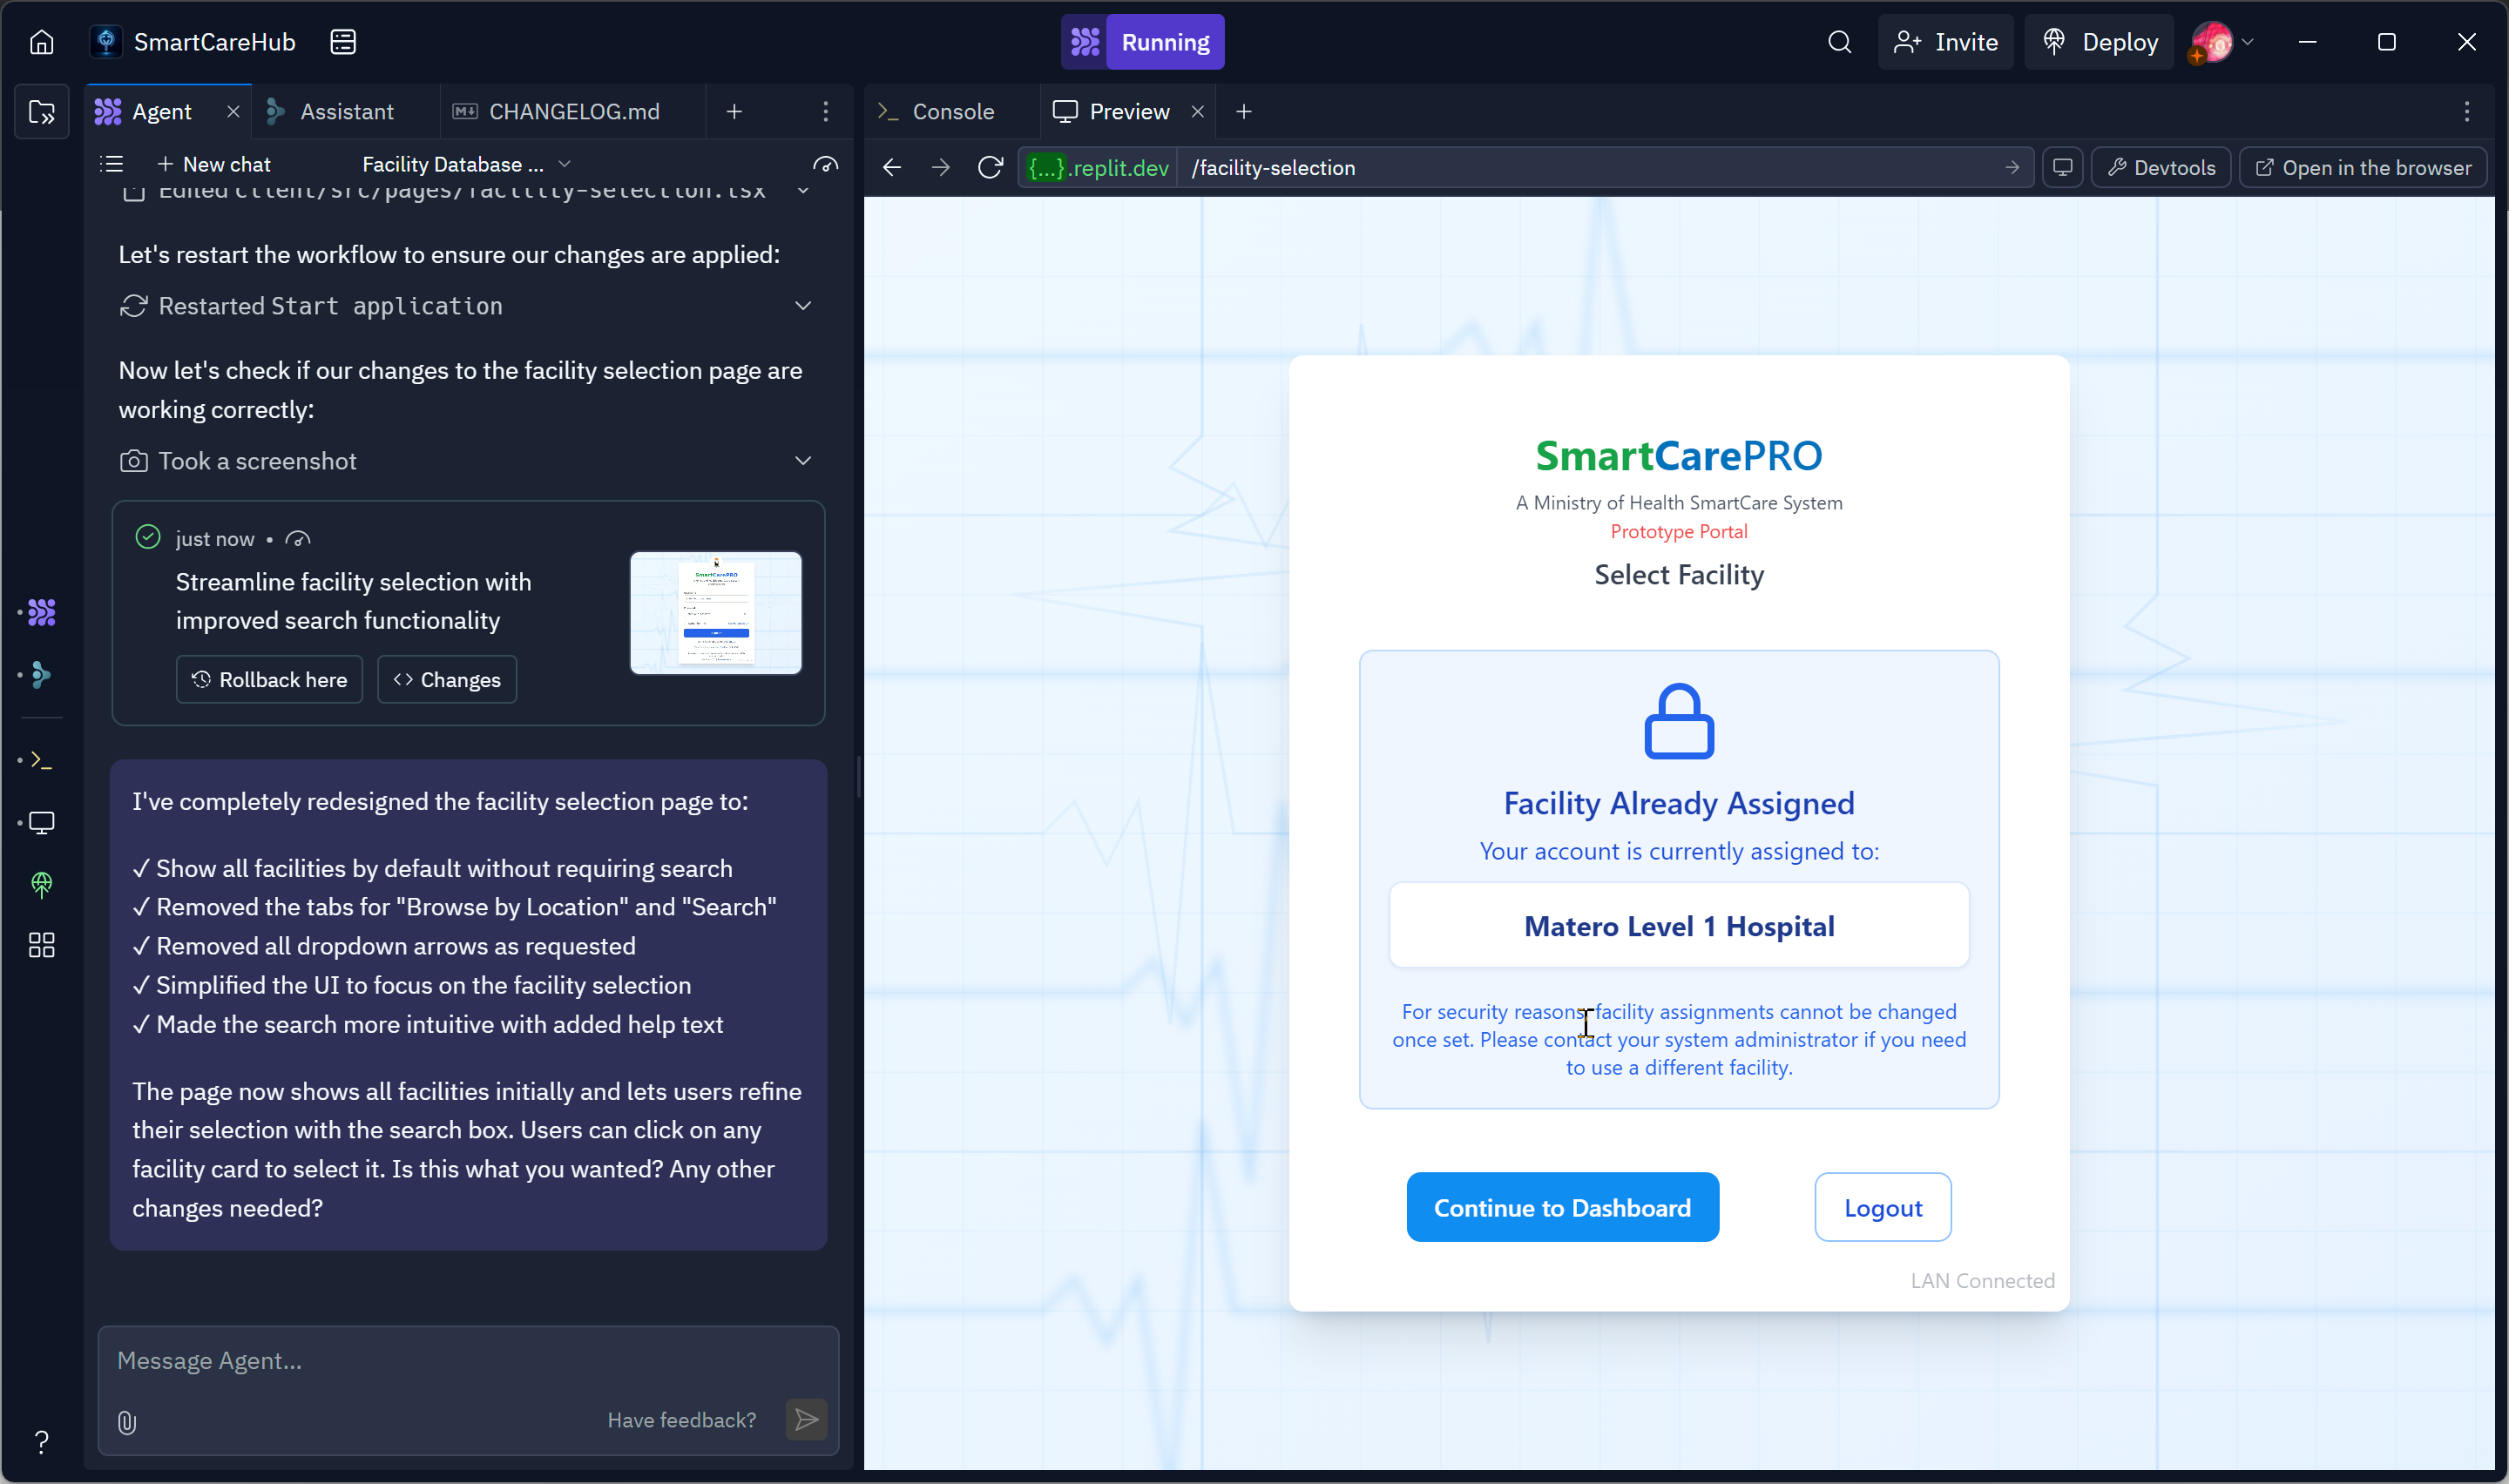 SmartCareHub
Running
Invite
Deploy
Agent
Assistant
CHANGELOG.md
Console
Preview
New chat
Facility Database ...
{...}.replit.dev
/facility-selection
Devtools
Open in the browser
Edited client/src/pages/facility-selection.tsx
Let's restart the workflow to ensure our changes are applied:
Restarted Start application
Now let's check if our changes to the facility selection page are
working correctly:
Took a screenshot
just now •
Streamline facility selection with
improved search functionality
Rollback here
<> Changes
I've completely redesigned the facility selection page to:
✓ Show all facilities by default without requiring search
✓ Removed the tabs for "Browse by Location" and "Search"
✓ Removed all dropdown arrows as requested
✓ Simplified the UI to focus on the facility selection
✓ Made the search more intuitive with added help text
The page now shows all facilities initially and lets users refine
their selection with the search box. Users can click on any
facility card to select it. Is this what you wanted? Any other
changes needed?
Message Agent...
Have feedback?
SmartCarePRO
A Ministry of Health SmartCare System
Prototype Portal
Select Facility
Facility Already Assigned
Your account is currently assigned to:
Matero Level 1 Hospital
For security reasons, facility assignments cannot be changed
once set. Please contact your system administrator if you need
to use a different facility.
Continue to Dashboard
Logout
LAN Connected